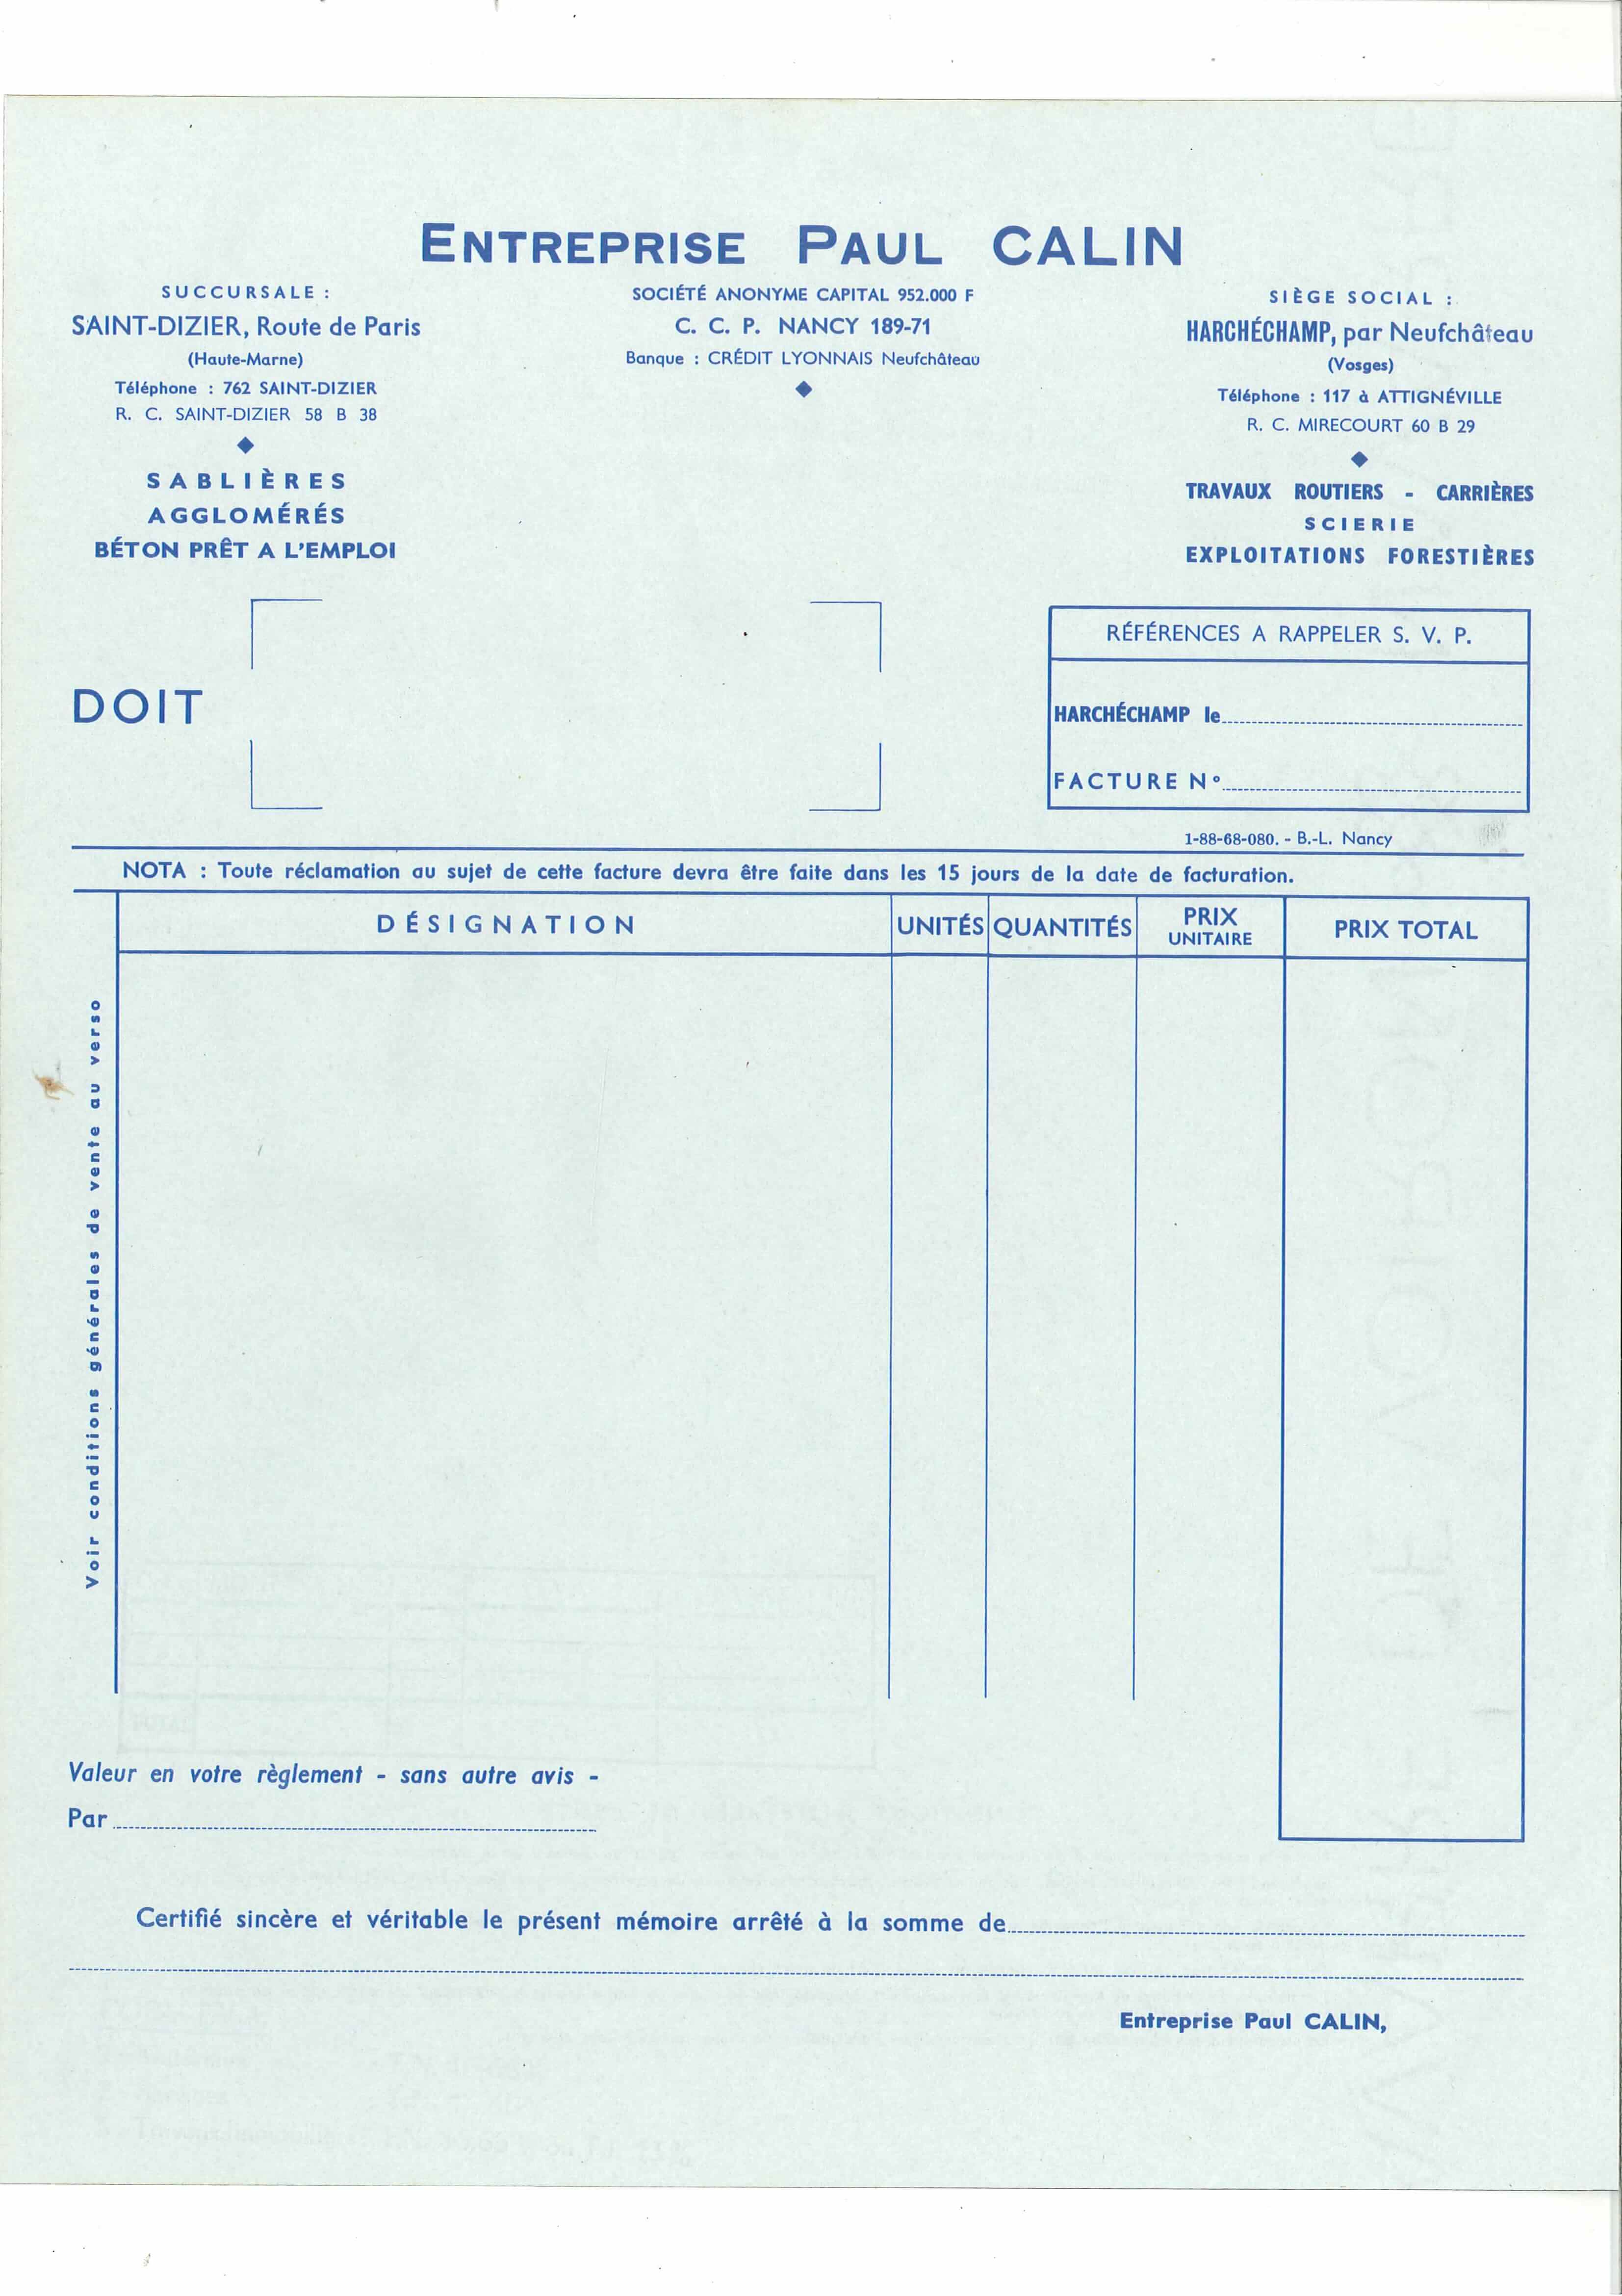 ENTREPRISE PAUL CALIN
SUCCURSALE :
SAINT-DIZIER, Route de Paris
(Haute-Marne)
Téléphone : 762 SAINT-DIZIER
R. C. SAINT-DIZIER 58 B 38
SABLIÈRES
AGGLOMÉRÉS
BÉTON PRÊT A L'EMPLOI
SOCIÉTÉ ANONYME CAPITAL 952.000 F
C. C. P. NANCY 189-71
Banque : CRÉDIT LYONNAIS Neufchâteau
SIÈGE SOCIAL :
HARCHÉCHAMP, par Neufchâteau
(Vosges)
Téléphone : 117 à ATTIGNÉVILLE
R. C. MIRECOURT 60 B 29
TRAVAUX ROUTIERS - CARRIÈRES
SCIERIE
EXPLOITATIONS FORESTIÈRES
DOIT
RÉFÉRENCES A RAPPELER S. V. P.
HARCHÉCHAMP le
FACTURE N°
1-88-68-080. - B.-L. Nancy
NOTA : Toute réclamation au sujet de cette facture devra être faite dans les 15 jours de la date de facturation.
DÉSIGNATION
UNITÉS
QUANTITÉS
PRIX
UNITAIRE
PRIX TOTAL
Voir conditions générales de vente au verso
Valeur en votre règlement - sans autre avis -
Par
Certifié sincère et véritable le présent mémoire arrêté à la somme de
Entreprise Paul CALIN,